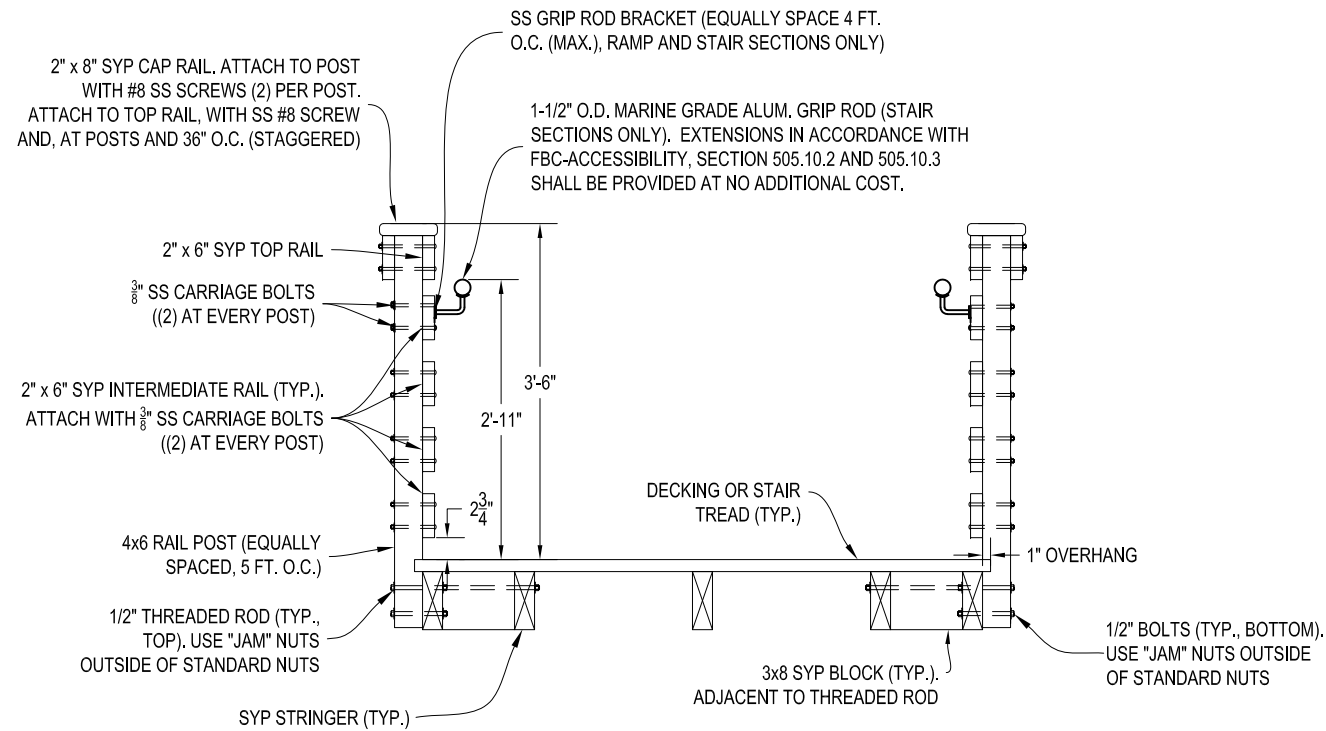 SS GRIP ROD BRACKET (EQUALLY SPACE 4 FT.
O.C. (MAX.), RAMP AND STAIR SECTIONS ONLY)
2" x 8" SYP CAP RAIL. ATTACH TO POST
WITH #8 SS SCREWS (2) PER POST.
ATTACH TO TOP RAIL, WITH SS #8 SCREW
AND, AT POSTS AND 36" O.C. (STAGGERED)
1-1/2" O.D. MARINE GRADE ALUM. GRIP ROD (STAIR
SECTIONS ONLY). EXTENSIONS IN ACCORDANCE WITH
FBC-ACCESSIBILITY, SECTION 505.10.2 AND 505.10.3
SHALL BE PROVIDED AT NO ADDITIONAL COST.
2" x 6" SYP TOP RAIL
3/8" SS CARRIAGE BOLTS
((2) AT EVERY POST)
2" x 6" SYP INTERMEDIATE RAIL (TYP.).
ATTACH WITH 3/8" SS CARRIAGE BOLTS
((2) AT EVERY POST)
3'-6"
2'-11"
2 3/4"
DECKING OR STAIR
TREAD (TYP.)
4x6 RAIL POST (EQUALLY
SPACED, 5 FT. O.C.)
1" OVERHANG
1/2" THREADED ROD (TYP.,
TOP). USE "JAM" NUTS
OUTSIDE OF STANDARD NUTS
1/2" BOLTS (TYP., BOTTOM).
USE "JAM" NUTS OUTSIDE
OF STANDARD NUTS
3x8 SYP BLOCK (TYP.).
ADJACENT TO THREADED ROD
SYP STRINGER (TYP.)